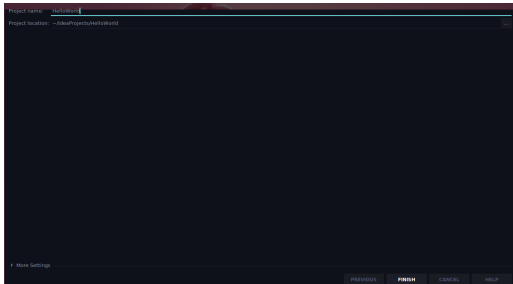 Project name: HelloWorld
Project location: ~/IdeaProjects/HelloWorld ...
More Settings
PREVIOUS FINISH CANCEL HELP